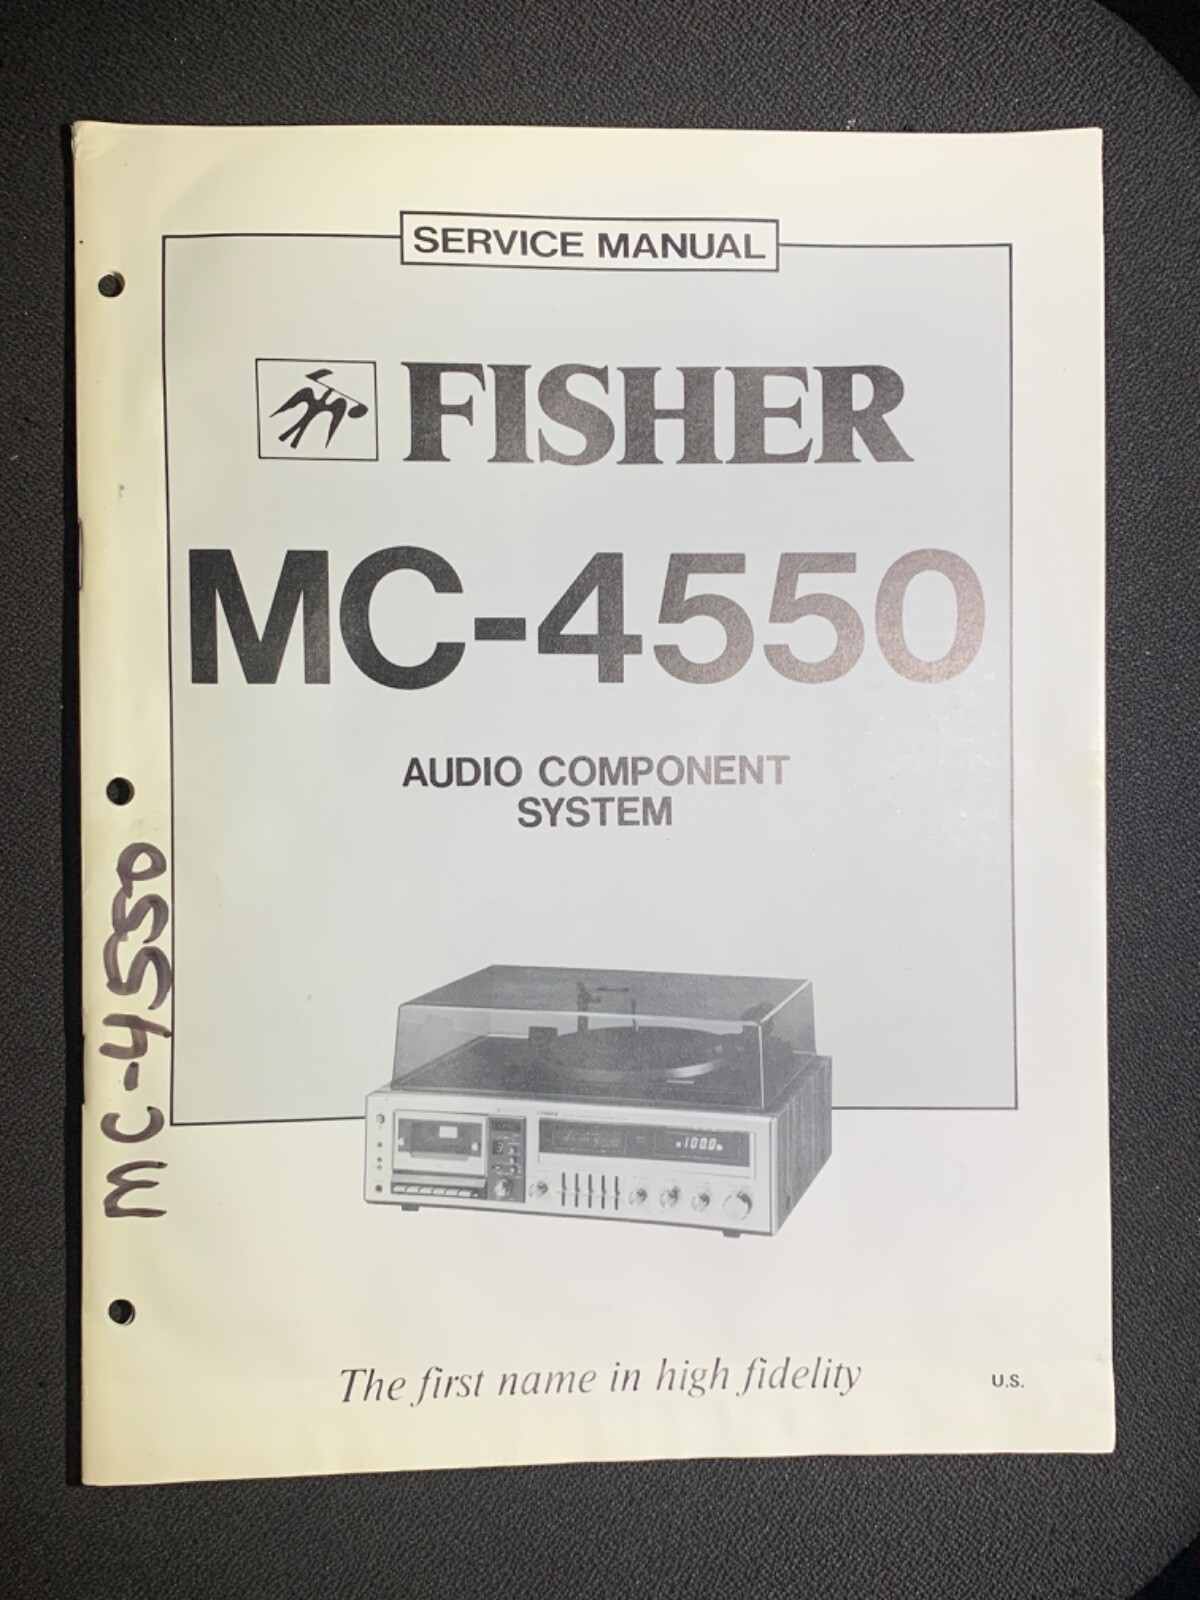 SERVICE MANUAL
FISHER
MC-4550
AUDIO COMPONENT
SYSTEM
MC-4550
The first name in high fidelity
U.S.